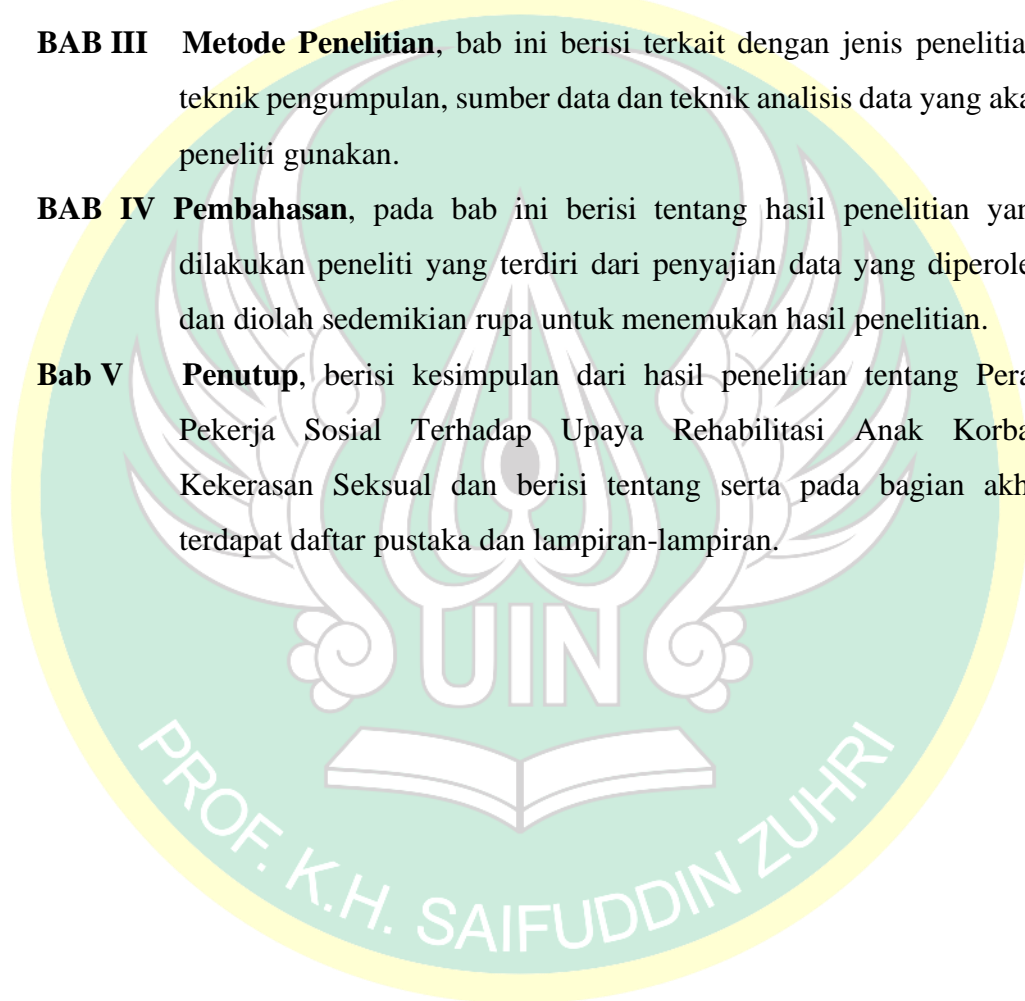 BAB III Metode Penelitian, bab ini berisi terkait dengan jenis penelitia
teknik pengumpulan, sumber data dan teknik analisis data yang aka
peneliti gunakan.
BAB IV Pembahasan, pada bab ini berisi tentang hasil penelitian yan
dilakukan peneliti yang terdiri dari penyajian data yang diperole
dan diolah sedemikian rupa untuk menemukan hasil penelitian.
Bab V Penutup, berisi kesimpulan dari hasil penelitian tentang Pera
Pekerja Sosial Terhadap Upaya Rehabilitasi Anak Korba
Kekerasan Seksual dan berisi tentang serta pada bagian akh
terdapat daftar pustaka dan lampiran-lampiran.
UIN
PROF. K.H. SAIFUDDIN ZUHRI